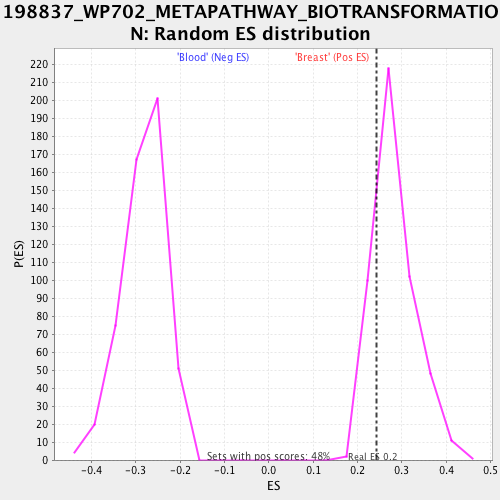 198837_WP702_METAPATHWAY_BIOTRANSFORMATIO
N: Random ES distribution
'Blood' (Neg ES) 'Breast' (Pos ES)
220
210
200
190
180
170
160
150
140
130
120
110
100
90
80
70
60
50
40
30
20
10
0
P(ES)
Sets with pos scores: 48%
Real ES 0.2
-0.4 -0.3 -0.2 -0.1 0.0 0.1 0.2 0.3 0.4 0.5
ES